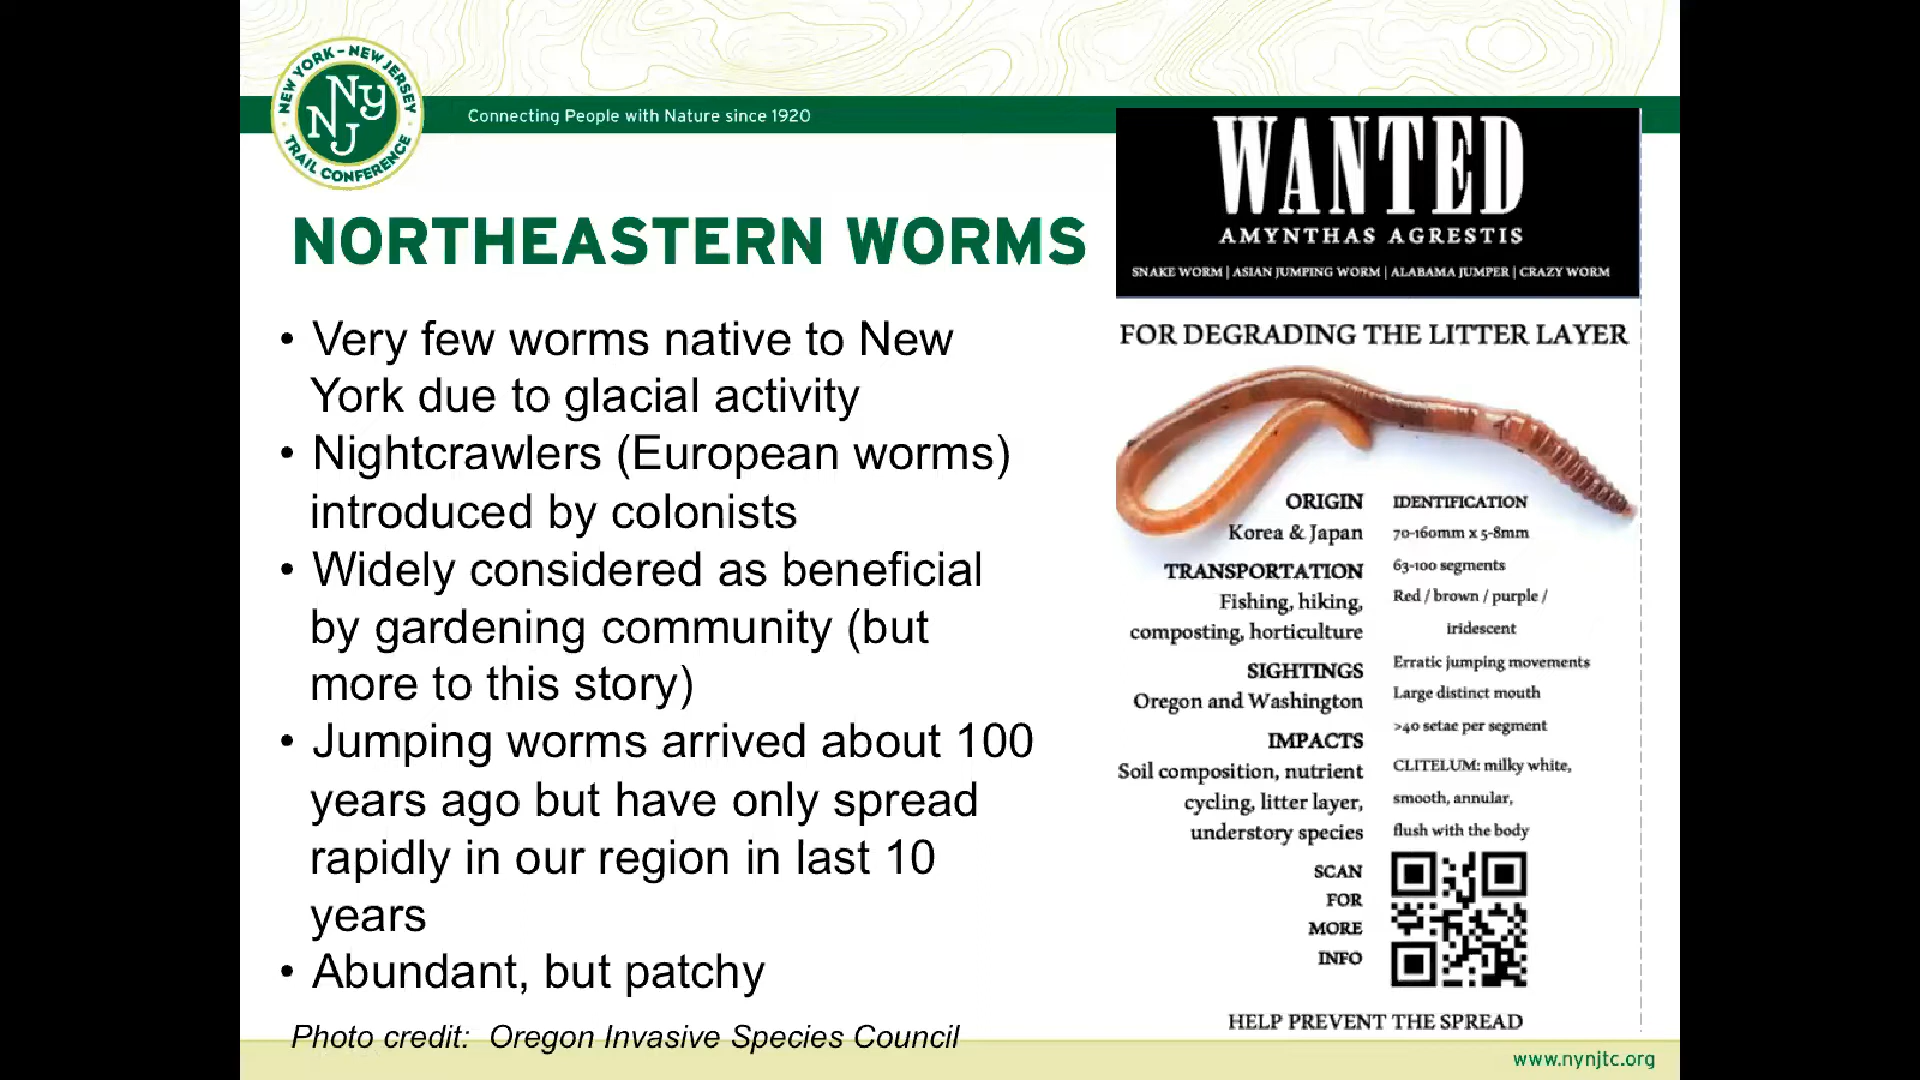 NEW YORK - NEW JERSEY
NY
NJ
TRAIL CONFERENCE
Connecting People with Nature since 1920
NORTHEASTERN WORMS
• Very few worms native to New
York due to glacial activity
• Nightcrawlers (European worms)
introduced by colonists
• Widely considered as beneficial
by gardening community (but
more to this story)
• Jumping worms arrived about 100
years ago but have only spread
rapidly in our region in last 10
years
• Abundant, but patchy
Photo credit: Oregon Invasive Species Council
WANTED
AMYNTHAS AGRESTIS
SNAKE WORM | ASIAN JUMPING WORM | ALABAMA JUMPER | CRAZY WORM
FOR DEGRADING THE LITTER LAYER
ORIGIN
Korea & Japan
TRANSPORTATION
Fishing, hiking,
composting, horticulture
SIGHTINGS
Oregon and Washington
IMPACTS
Soil composition, nutrient
cycling, litter layer,
understory species
SCAN
FOR
MORE
INFO
IDENTIFICATION
70-160mm x 5-8mm
63-100 segments
Red / brown / purple /
iridescent
Erratic jumping movements
Large distinct mouth
>40 setae per segment
CLITELUM: milky white,
smooth, annular,
flush with the body
HELP PREVENT THE SPREAD
www.nynjtc.org